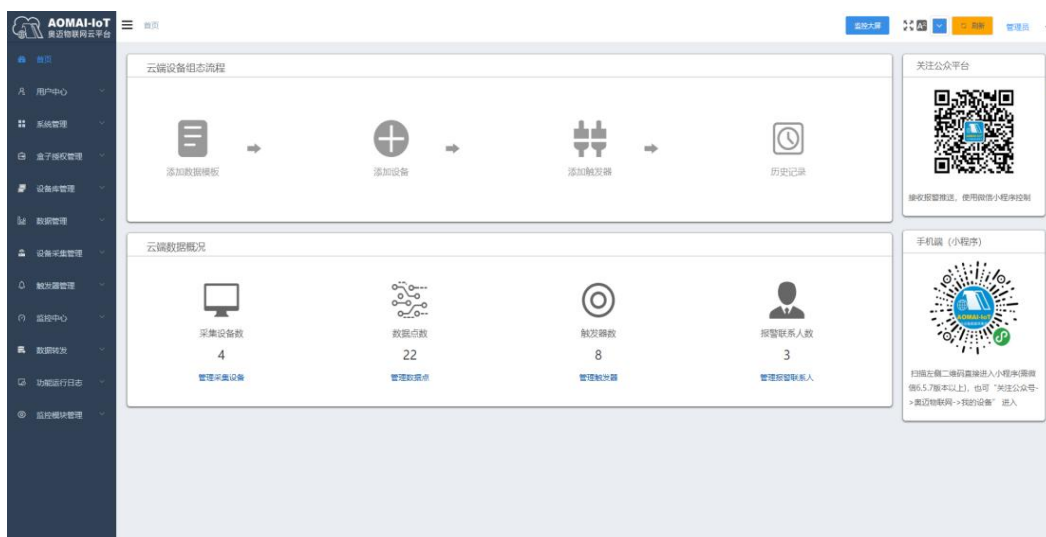 AOMAI-IoT
奥迈物联网云平台
首页
监控大屏
刷新
管理员
首页
用户中心
系统管理
盒子授权管理
设备库管理
数据管理
设备采集管理
触发器管理
监控中心
数据转发
功能运行日志
监控模块管理
云端设备组态流程
添加数据模板
添加设备
添加触发器
历史记录
云端数据概况
采集设备数
数据点数
触发器数
报警联系人数
4
22
8
3
管理采集设备
管理数据点
管理触发器
管理报警联系人
关注公众平台
接收报警推送，使用微信小程序控制
手机端（小程序）
AOMAI-IoT
扫描左侧二维码直接进入小程序(需微
信6.5.7版本以上)，也可“关注公众号-
>奥迈物联网->我的设备” 进入